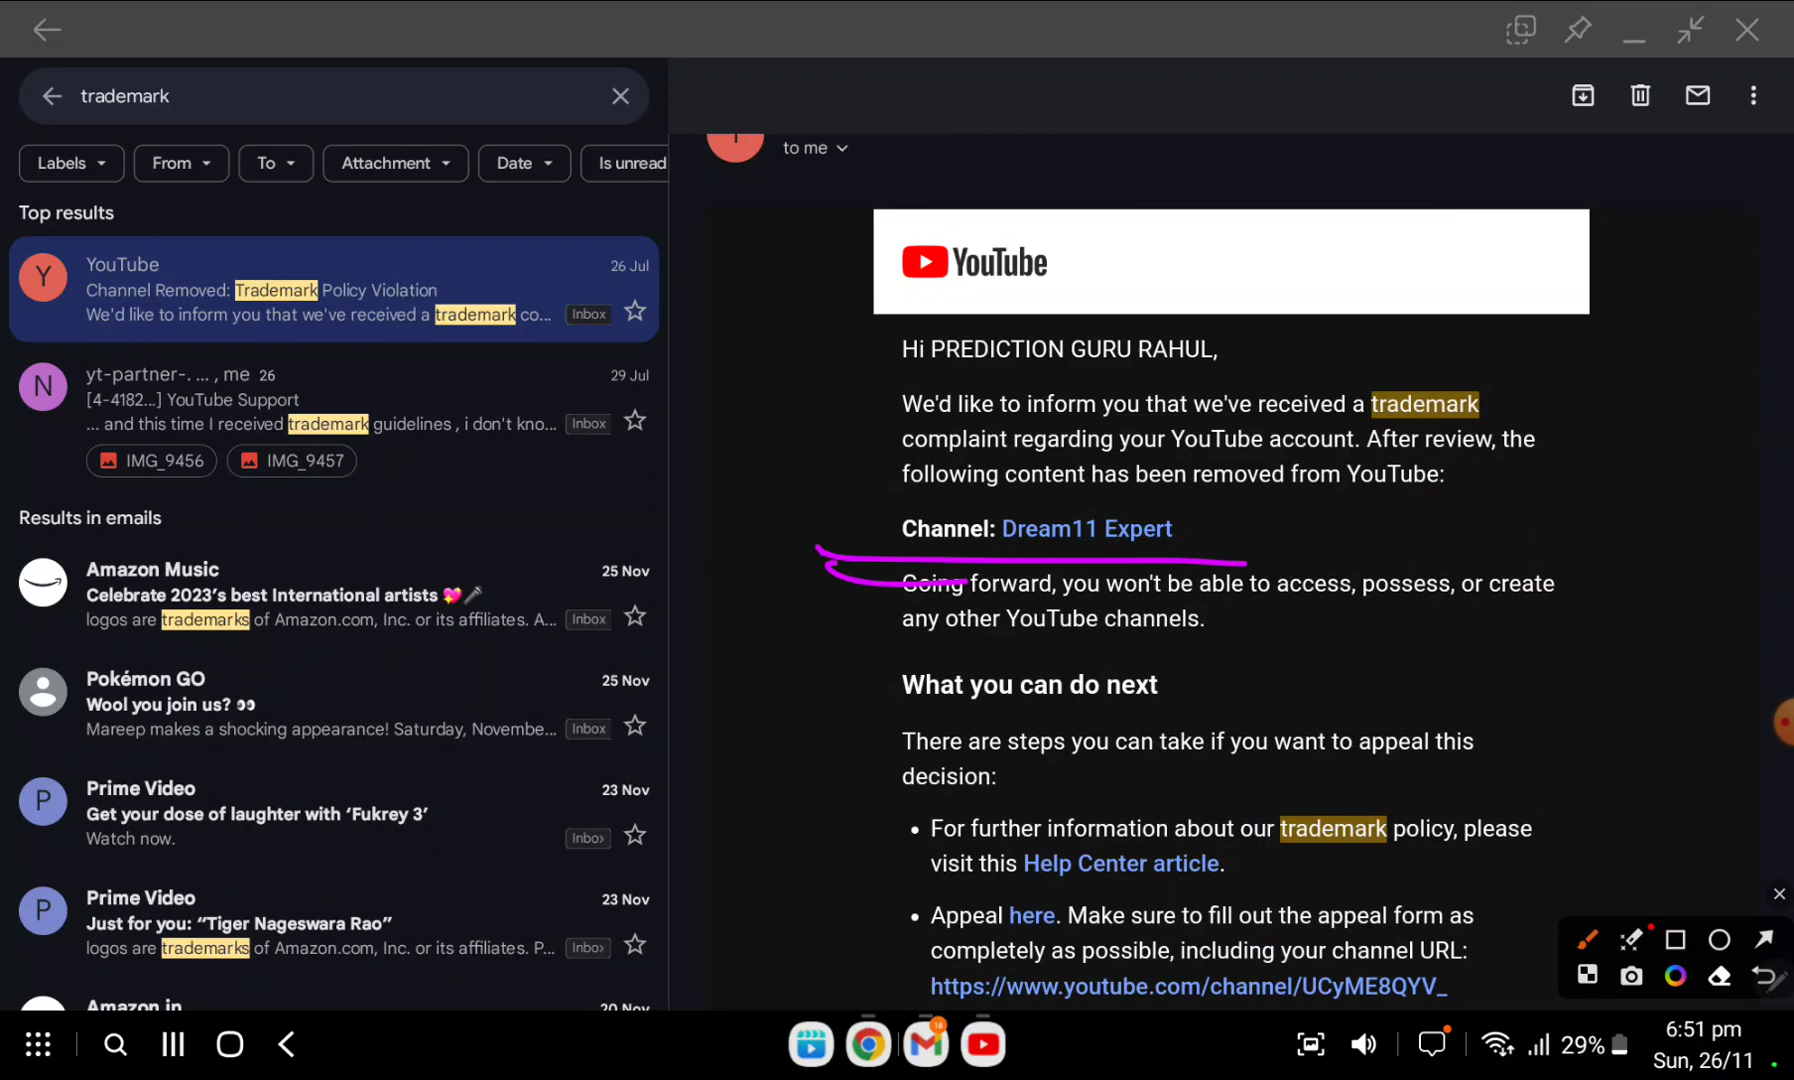 trademark
Labels
From
To
Attachment
Date
Is unread
Top results
Y
YouTube
26 Jul
Channel Removed: Trademark Policy Violation
We'd like to inform you that we've received a trademark co...
Inbox
N
yt-partner-. ... , me 26
29 Jul
[4-4182...] YouTube Support
... and this time I received trademark guidelines , i don't kno...
Inbox
IMG_9456
IMG_9457
Results in emails
Amazon Music
25 Nov
Celebrate 2023's best International artists 💖🎤
logos are trademarks of Amazon.com, Inc. or its affiliates. A...
Inbox
Pokémon GO
25 Nov
Wool you join us? 👀
Mareep makes a shocking appearance! Saturday, Novembe...
Inbox
P
Prime Video
23 Nov
Get your dose of laughter with ‘Fukrey 3’
Watch now.
Inbox
P
Prime Video
23 Nov
Just for you: “Tiger Nageswara Rao”
logos are trademarks of Amazon.com, Inc. or its affiliates. P...
Inbox
Amazon.in
20 Nov
to me
YouTube
Hi PREDICTION GURU RAHUL,
We'd like to inform you that we've received a trademark
complaint regarding your YouTube account. After review, the
following content has been removed from YouTube:
Channel: Dream11 Expert
Going forward, you won't be able to access, possess, or create
any other YouTube channels.
What you can do next
There are steps you can take if you want to appeal this
decision:
• For further information about our trademark policy, please
visit this Help Center article.
• Appeal here. Make sure to fill out the appeal form as
completely as possible, including your channel URL:
https://www.youtube.com/channel/UCyME8QYV_
18
29%
6:51 pm
Sun, 26/11